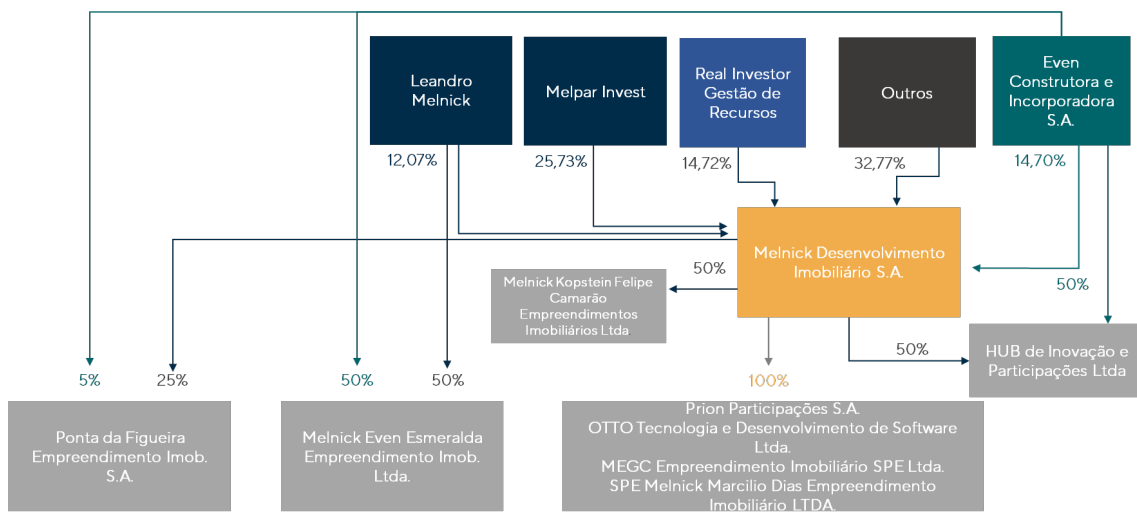 Leandro
Melnick
Melpar Invest
Real Investor
Gestão de
Recursos
Outros
Even
Construtora e
Incorporadora
S.A.
12,07%
25,73%
14,72%
32,77%
14,70%
Melnick Desenvolvimento
Imobiliário S.A.
50%
50%
Melnick Kopstein Felipe
Camarão
Empreendimentos
Imobiliários Ltda.
50%
HUB de Inovação e
Participações Ltda
5%
25%
50%
50%
100%
Ponta da Figueira
Empreendimento Imob.
S.A.
Melnick Even Esmeralda
Empreendimento Imob.
Ltda.
Prion Participações S.A.
OTTO Tecnologia e Desenvolvimento de Software
Ltda.
MEGC Empreendimento Imobiliário SPE Ltda.
SPE Melnick Marcilio Dias Empreendimento
Imobiliário LTDA.